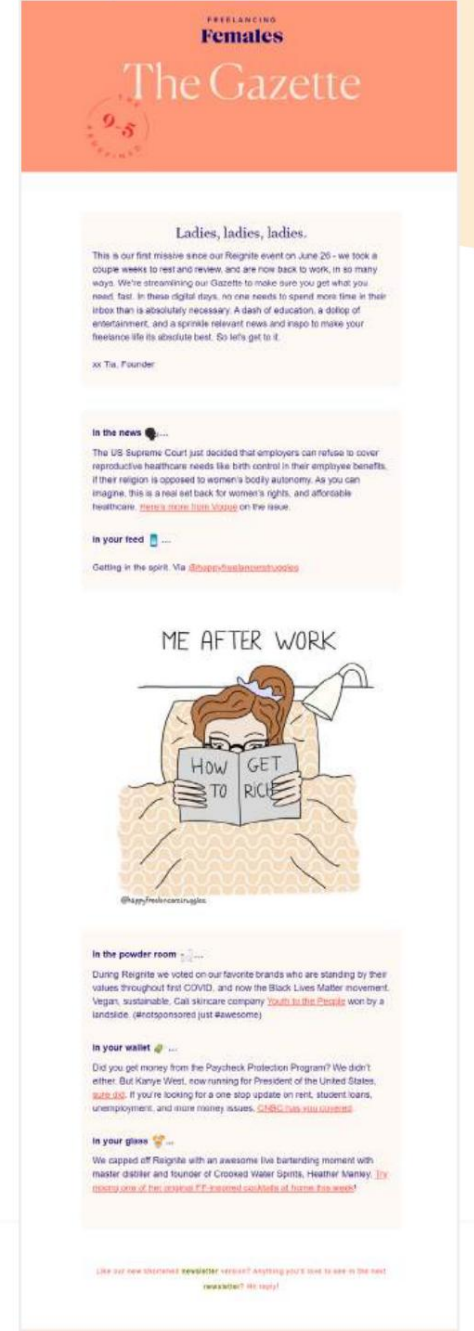 FREELANCING
Females
The Gazette
THE
9-5
REDEFINED
Ladies, ladies, ladies.
This is our first missive since our Reignite event on June 26 - we took a
couple weeks to rest and review, and are now back to work, in so many
ways. We're streamlining our Gazette to make sure you get what you
need, fast. In these digital days, no one needs to spend more time in their
inbox than is absolutely necessary. A dash of education, a dollop of
entertainment, and a sprinkle relevant news and inspo to make your
freelance life its absolute best. So let's get to it.
xx Tia, Founder
In the news 🗣...
The US Supreme Court just decided that employers can refuse to cover
reproductive healthcare needs like birth control in their employee benefits,
if their religion is opposed to women's bodily autonomy. As you can
imagine, this is a real set back for women's rights, and affordable
healthcare. Here's more from Vogue on the issue.
In your feed 📱 ...
Getting in the spirit. Via @happyfreelancerstruggles
ME AFTER WORK
HOW GET
TO RICH
@happyfreelancerstruggles
In the powder room ...
During Reignite we voted on our favorite brands who are standing by their
values throughout first COVID, and now the Black Lives Matter movement.
Vegan, sustainable, Cali skincare company Youth to the People won by a
landslide. (#notsponsored just #awesome)
In your wallet 💸 ...
Did you get money from the Paycheck Protection Program? We didn't
either. But Kanye West, now running for President of the United States,
sure did. If you're looking for a one stop update on rent, student loans,
unemployment, and more money issues, CNBC has you covered.
In your glass 🍹...
We capped off Reignite with an awesome live bartending moment with
master distiller and founder of Crooked Water Spirits, Heather Manley. Try
mixing one of her original FF-inspired cocktails at home this week!
Like our new shortened newsletter version? Anything you'd love to see in the next
newsletter? Hit reply!